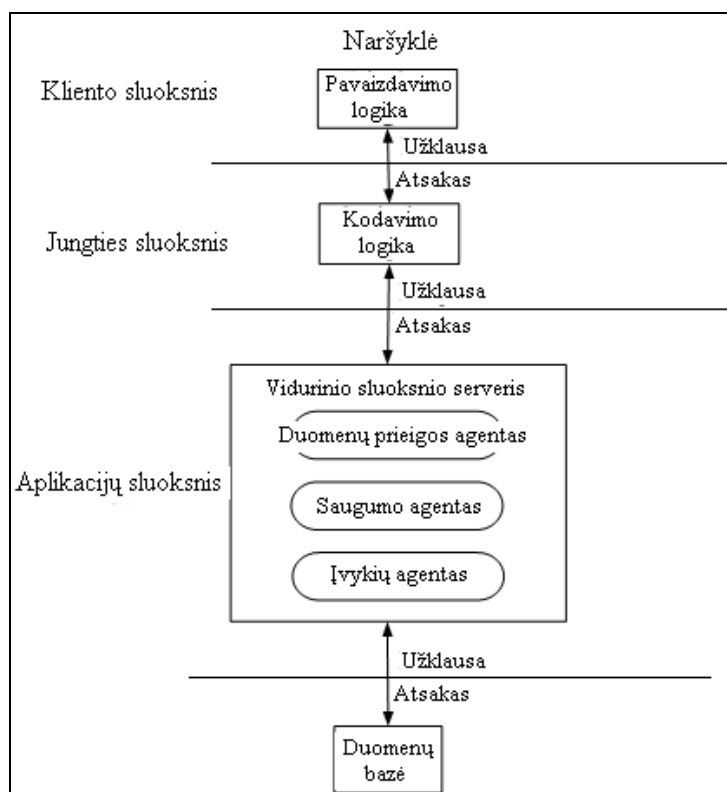 Naršyklė
Kliento sluoksnis
Pavaizdavimo
logika
Užklausa
Atsakas
Jungties sluoksnis
Kodavimo
logika
Užklausa
Atsakas
Vidurinio sluoksnio serveris
Duomenų prieigos agentas
Aplikacijų sluoksnis
Saugumo agentas
Įvykių agentas
Užklausa
Atsakas
Duomenų
bazė